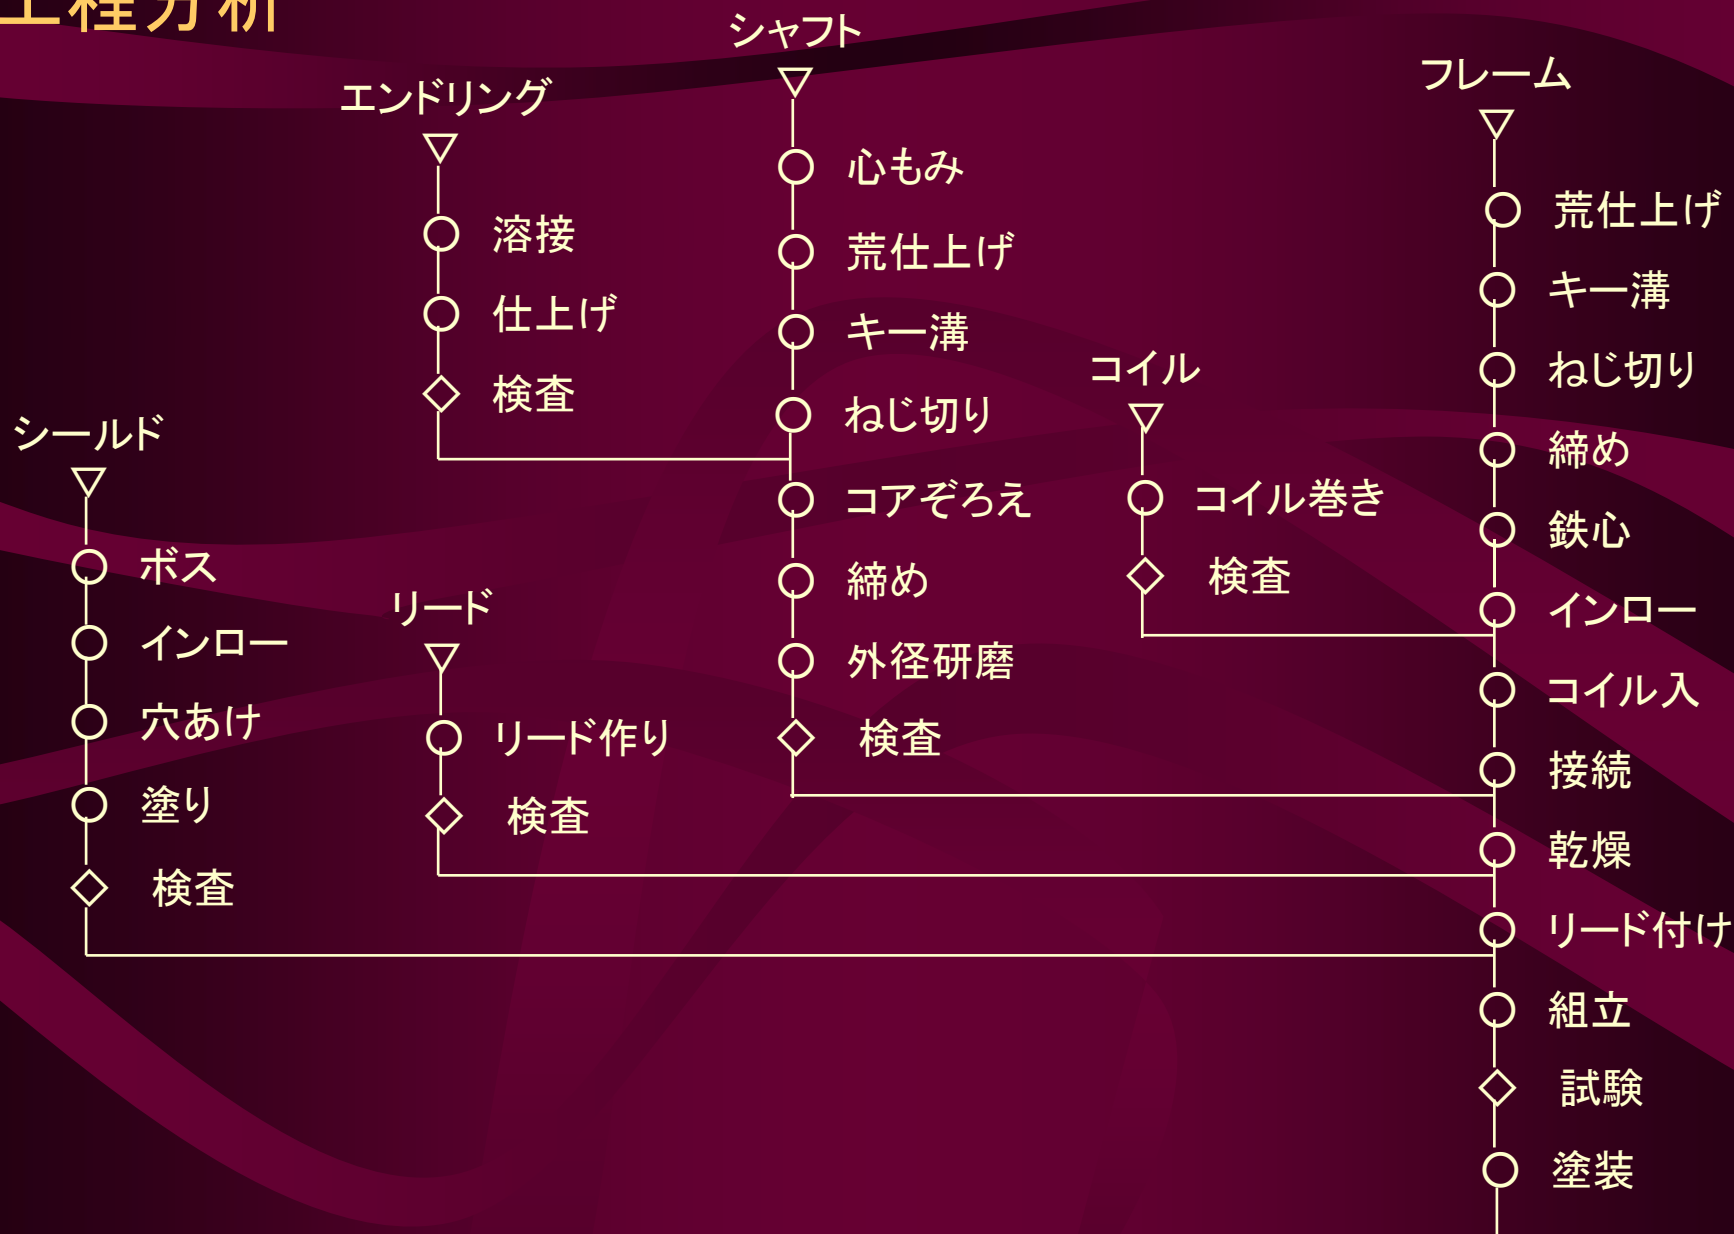 工程分析
シールド
ボス
インロー
穴あけ
塗り
検査
エンドリング
溶接
仕上げ
検査
リード
リード作り
検査
シャフト
心もみ
荒仕上げ
キー溝
ねじ切り
コアぞろえ
締め
外径研磨
検査
コイル
コイル巻き
検査
フレーム
荒仕上げ
キー溝
ねじ切り
締め
鉄心
インロー
コイル入
接続
乾燥
リード付け
組立
試験
塗装